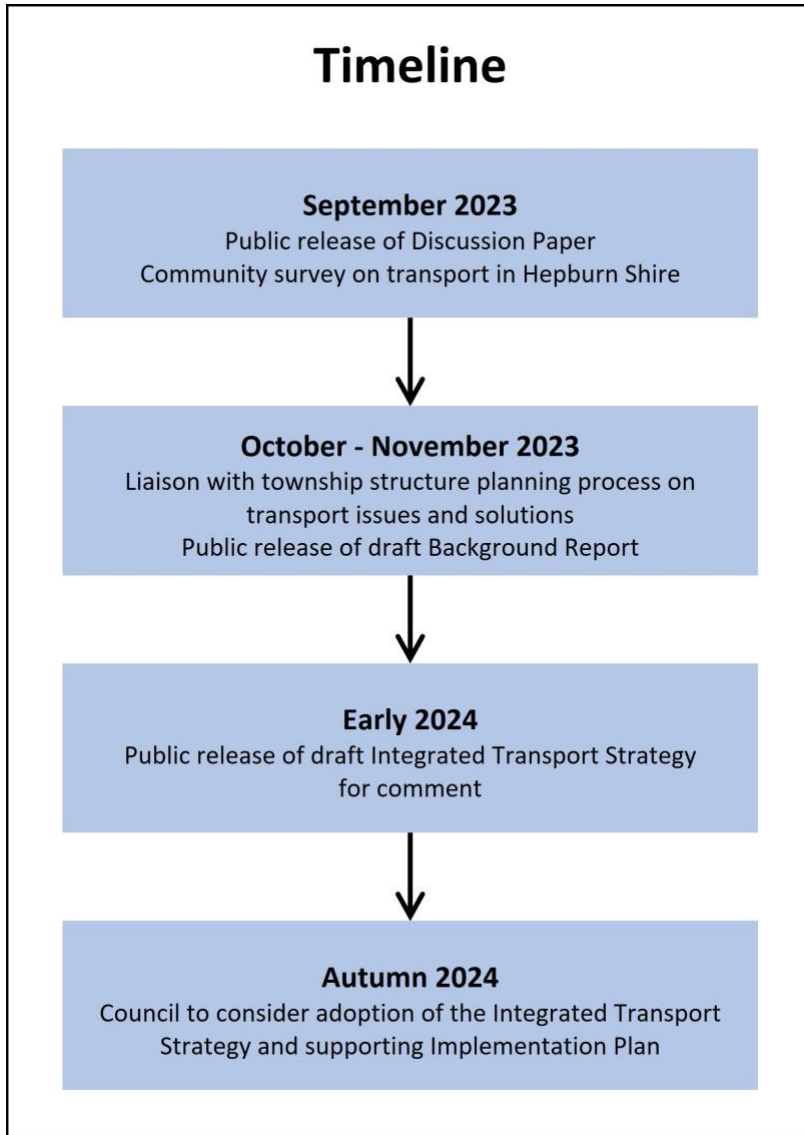 Timeline
September 2023
Public release of Discussion Paper
Community survey on transport in Hepburn Shire
October - November 2023
Liaison with township structure planning process on
transport issues and solutions
Public release of draft Background Report
Early 2024
Public release of draft Integrated Transport Strategy
for comment
Autumn 2024
Council to consider adoption of the Integrated Transport
Strategy and supporting Implementation Plan